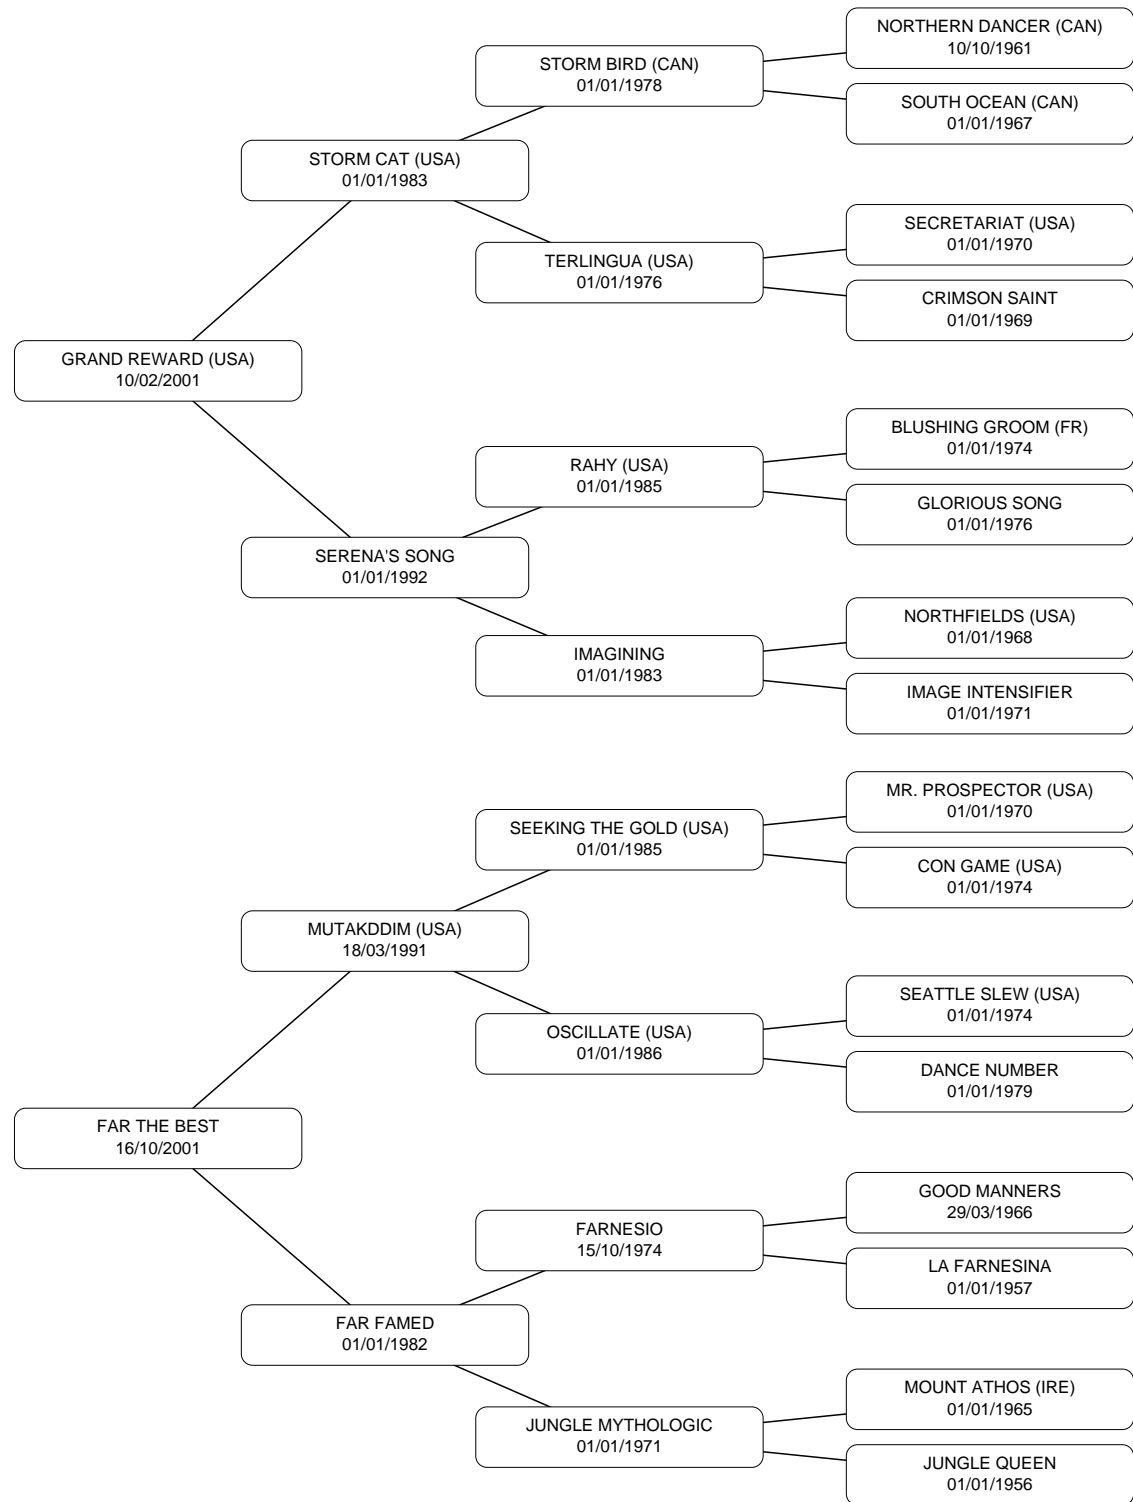 NORTHERN DANCER (CAN)
10/10/1961
STORM BIRD (CAN)
01/01/1978
SOUTH OCEAN (CAN)
01/01/1967
STORM CAT (USA)
01/01/1983
SECRETARIAT (USA)
01/01/1970
TERLINGUA (USA)
01/01/1976
CRIMSON SAINT
01/01/1969
GRAND REWARD (USA)
10/02/2001
BLUSHING GROOM (FR)
01/01/1974
RAHY (USA)
01/01/1985
GLORIOUS SONG
01/01/1976
SERENA'S SONG
01/01/1992
NORTHFIELDS (USA)
01/01/1968
IMAGINING
01/01/1983
IMAGE INTENSIFIER
01/01/1971
MR. PROSPECTOR (USA)
01/01/1970
SEEKING THE GOLD (USA)
01/01/1985
CON GAME (USA)
01/01/1974
MUTAKDDIM (USA)
18/03/1991
SEATTLE SLEW (USA)
01/01/1974
OSCILLATE (USA)
01/01/1986
DANCE NUMBER
01/01/1979
FAR THE BEST
16/10/2001
GOOD MANNERS
29/03/1966
FARNESIO
15/10/1974
LA FARNESINA
01/01/1957
FAR FAMED
01/01/1982
MOUNT ATHOS (IRE)
01/01/1965
JUNGLE MYTHOLOGIC
01/01/1971
JUNGLE QUEEN
01/01/1956